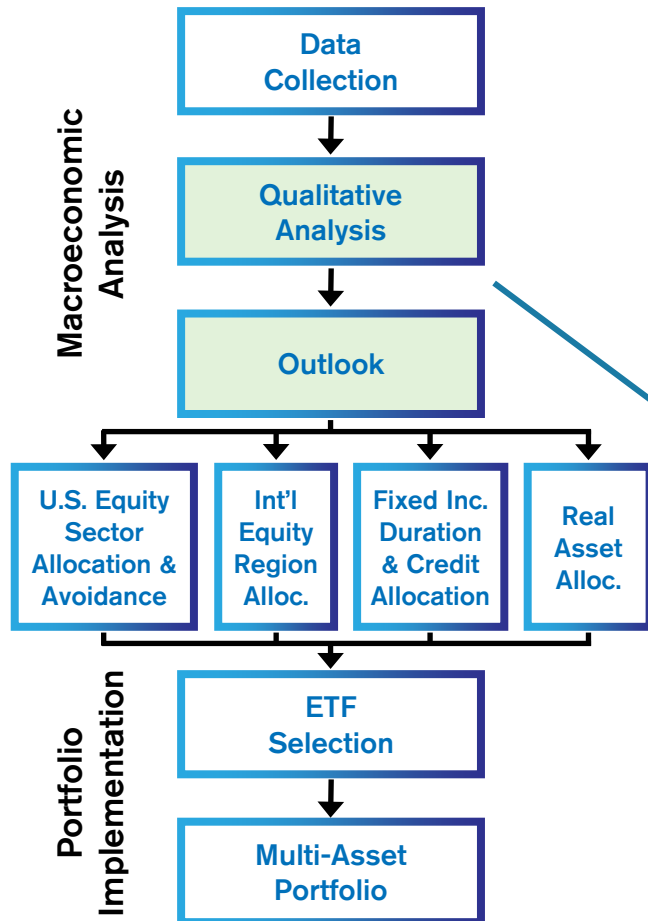 Macroeconomic
Analysis
Data
Collection
Qualitative
Analysis
Outlook
U.S. Equity
Sector
Allocation &
Avoidance
Int'l
Equity
Region
Alloc.
Fixed Inc.
Duration
& Credit
Allocation
Real
Asset
Alloc.
Portfolio
Implementation
ETF
Selection
Multi-Asset
Portfolio